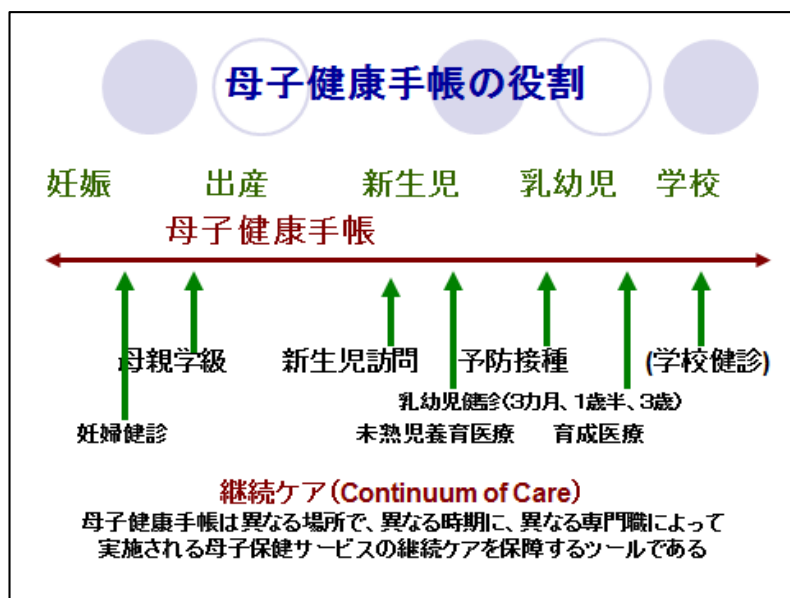 母子健康手帳の役割
妊娠 出産 新生児 乳幼児 学校
母子健康手帳
母親学級 新生児訪問 予防接種 (学校健診)
乳幼児健診(3カ月、1歳半、3歳)
妊婦健診 未熟児養育医療 育成医療
継続ケア(Continuum of Care)
母子健康手帳は異なる場所で、異なる時期に、異なる専門職によって
実施される母子保健サービスの継続ケアを保障するツールである